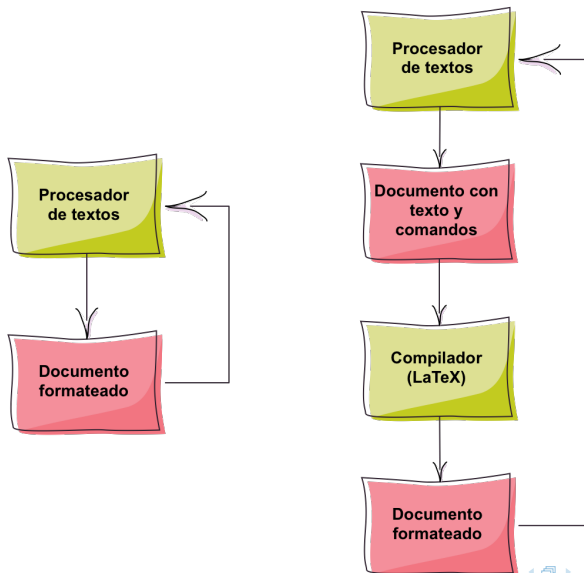 Procesador
de textos
Documento
formateado
Procesador
de textos
Documento con
texto y
comandos
Compilador
(LaTeX)
Documento
formateado